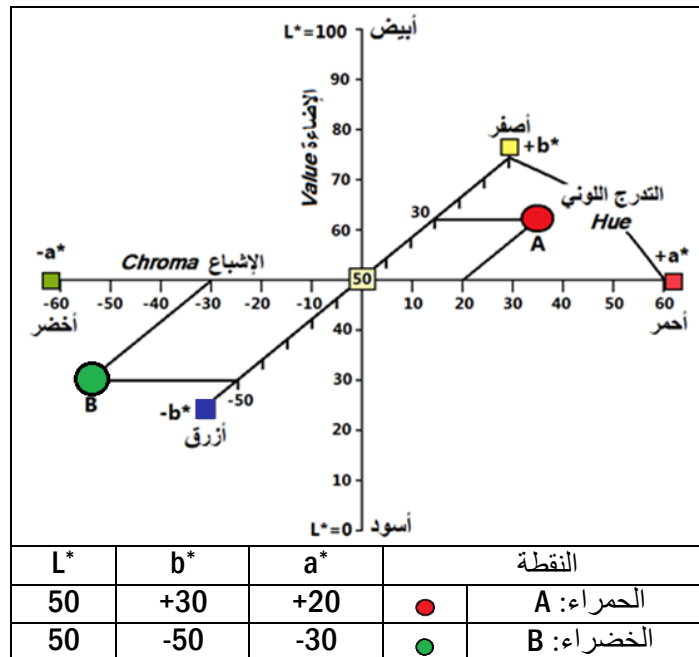 L*=100 أبيض
90
الإضاءة Value
80
أصفر
+b*
70
التدرج اللوني
Hue
30
60
A
-a*
الإشباع Chroma
+a*
50
-60 -50 -40 -30 -20 -10 10 20 30 40 50 60
أخضر
أحمر
40
B
30
-50
-b*
أزرق
20
10
L*=0 أسود
النقطة a* b* L*
الحمراء: A +20 +30 50
الخضراء: B -30 -50 50